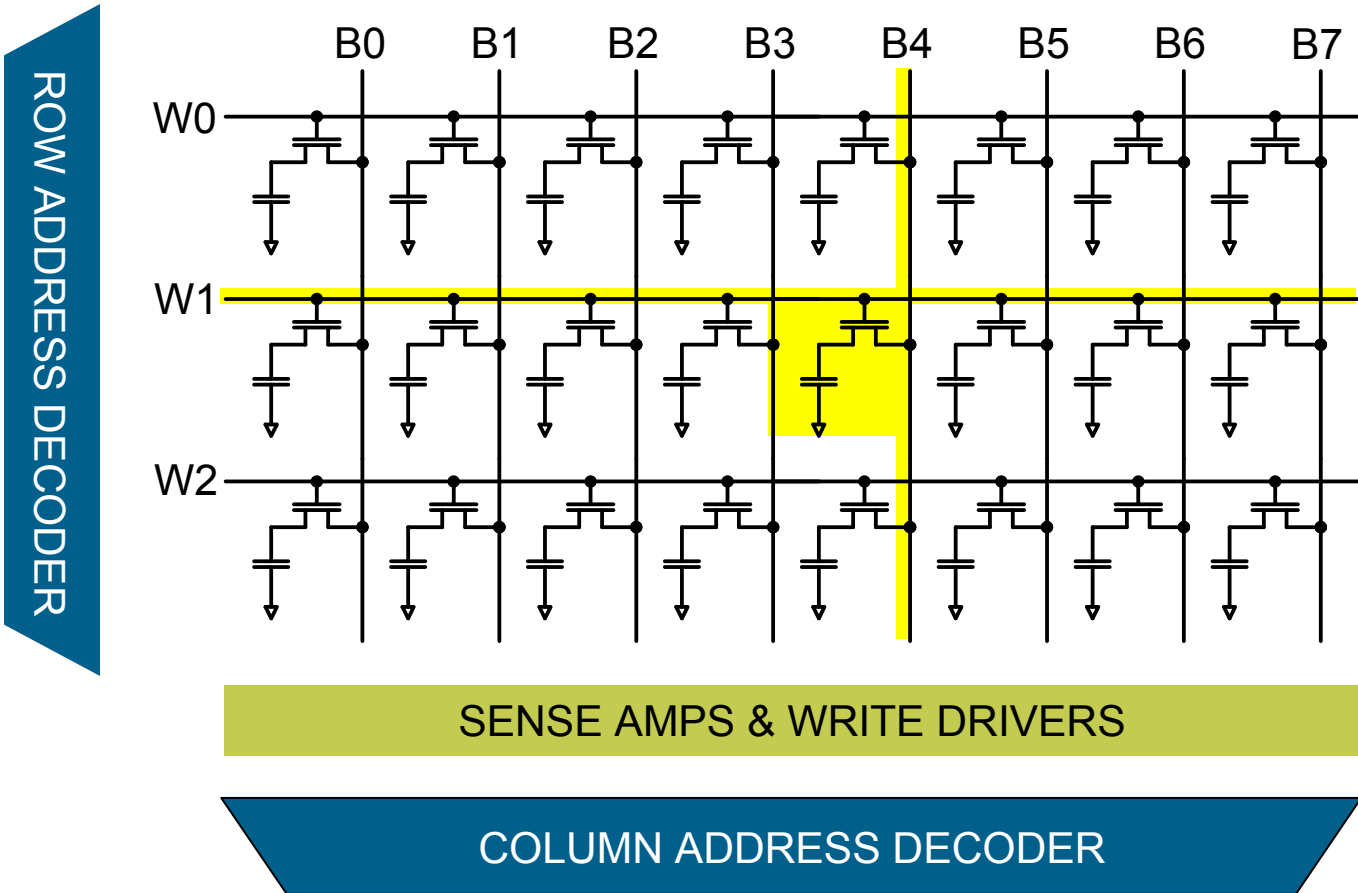 ROW ADDRESS DECODER
B0 B1 B2 B3 B4 B5 B6 B7
W0
W1
W2
SENSE AMPS & WRITE DRIVERS
COLUMN ADDRESS DECODER